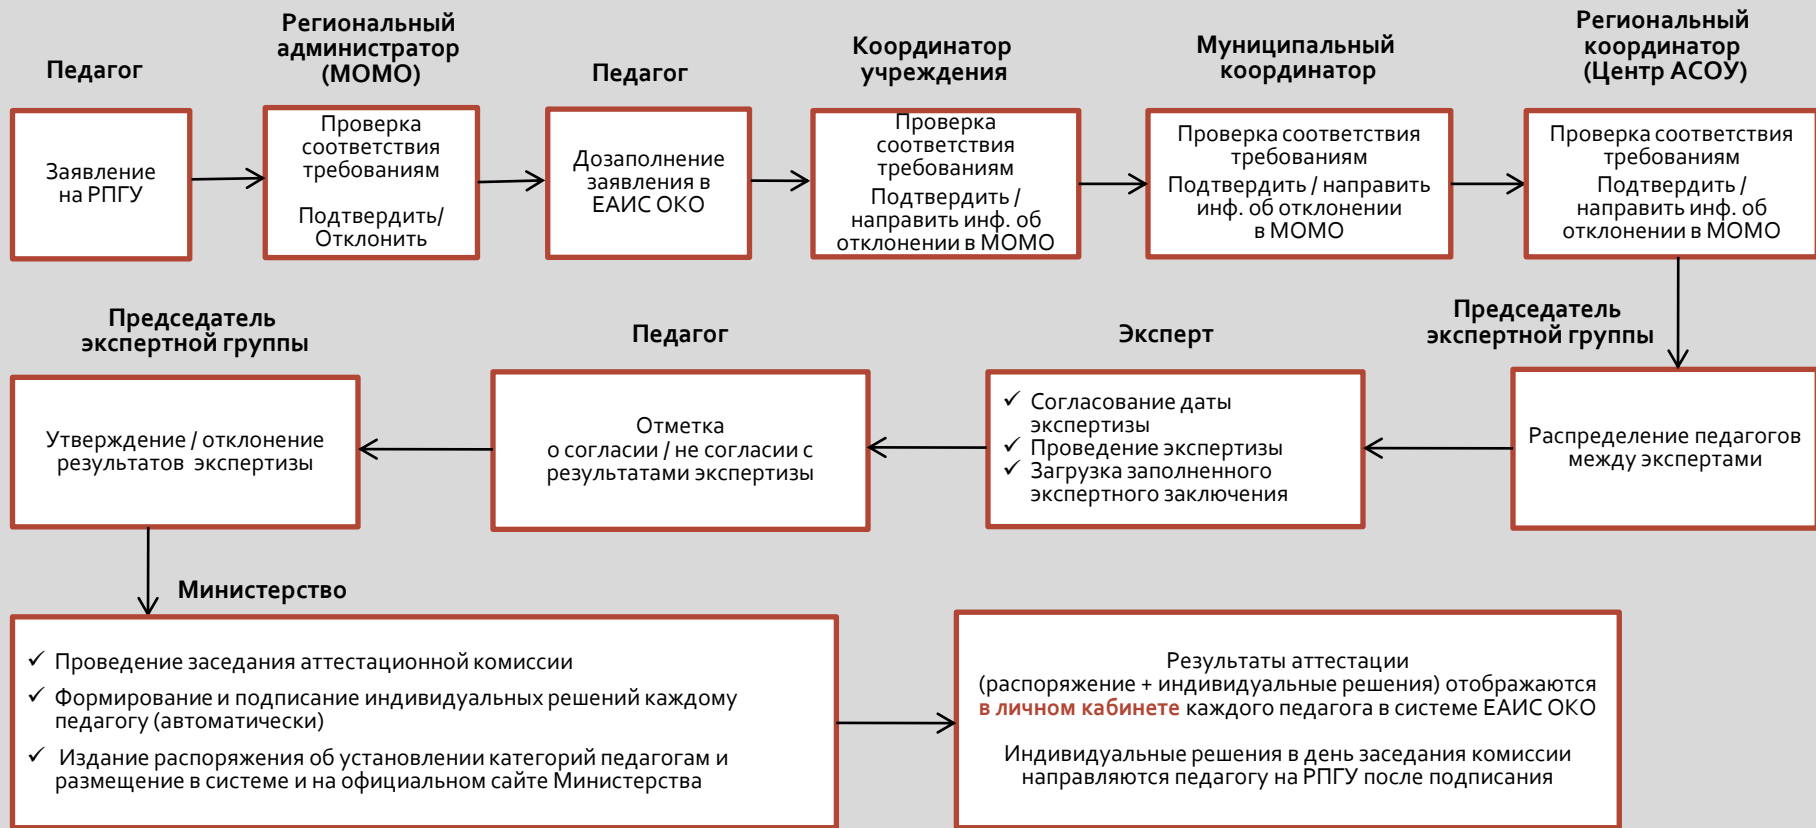 Педагог
Региональный
администратор
(МОМО)
Педагог
Координатор
учреждения
Муниципальный
координатор
Региональный
координатор
(Центр АСОУ)
Заявление
на РПГУ
Проверка
соответствия
требованиям
Подтвердить/
Отклонить
Дозаполнение
заявления в
ЕАИС ОКО
Проверка
соответствия
требованиям
Подтвердить /
направить инф. об
отклонении в МОМО
Проверка соответствия
требованиям
Подтвердить / направить
инф. об отклонении
в МОМО
Проверка соответствия
требованиям
Подтвердить /
направить инф. об
отклонении в МОМО
Председатель
экспертной группы
Педагог
Эксперт
Председатель
экспертной группы
Утверждение / отклонение
результатов экспертизы
Отметка
о согласии / не согласии с
результатами экспертизы
✓ Согласование даты
экспертизы
✓ Проведение экспертизы
✓ Загрузка заполненного
экспертного заключения
Распределение педагогов
между экспертами
Министерство
✓ Проведение заседания аттестационной комиссии
✓ Формирование и подписание индивидуальных решений каждому
педагогу (автоматически)
✓ Издание распоряжения об установлении категорий педагогам и
размещение в системе и на официальном сайте Министерства
Результаты аттестации
(распоряжение + индивидуальные решения) отображаются
в личном кабинете каждого педагога в системе ЕАИС ОКО
Индивидуальные решения в день заседания комиссии
направляются педагогу на РПГУ после подписания